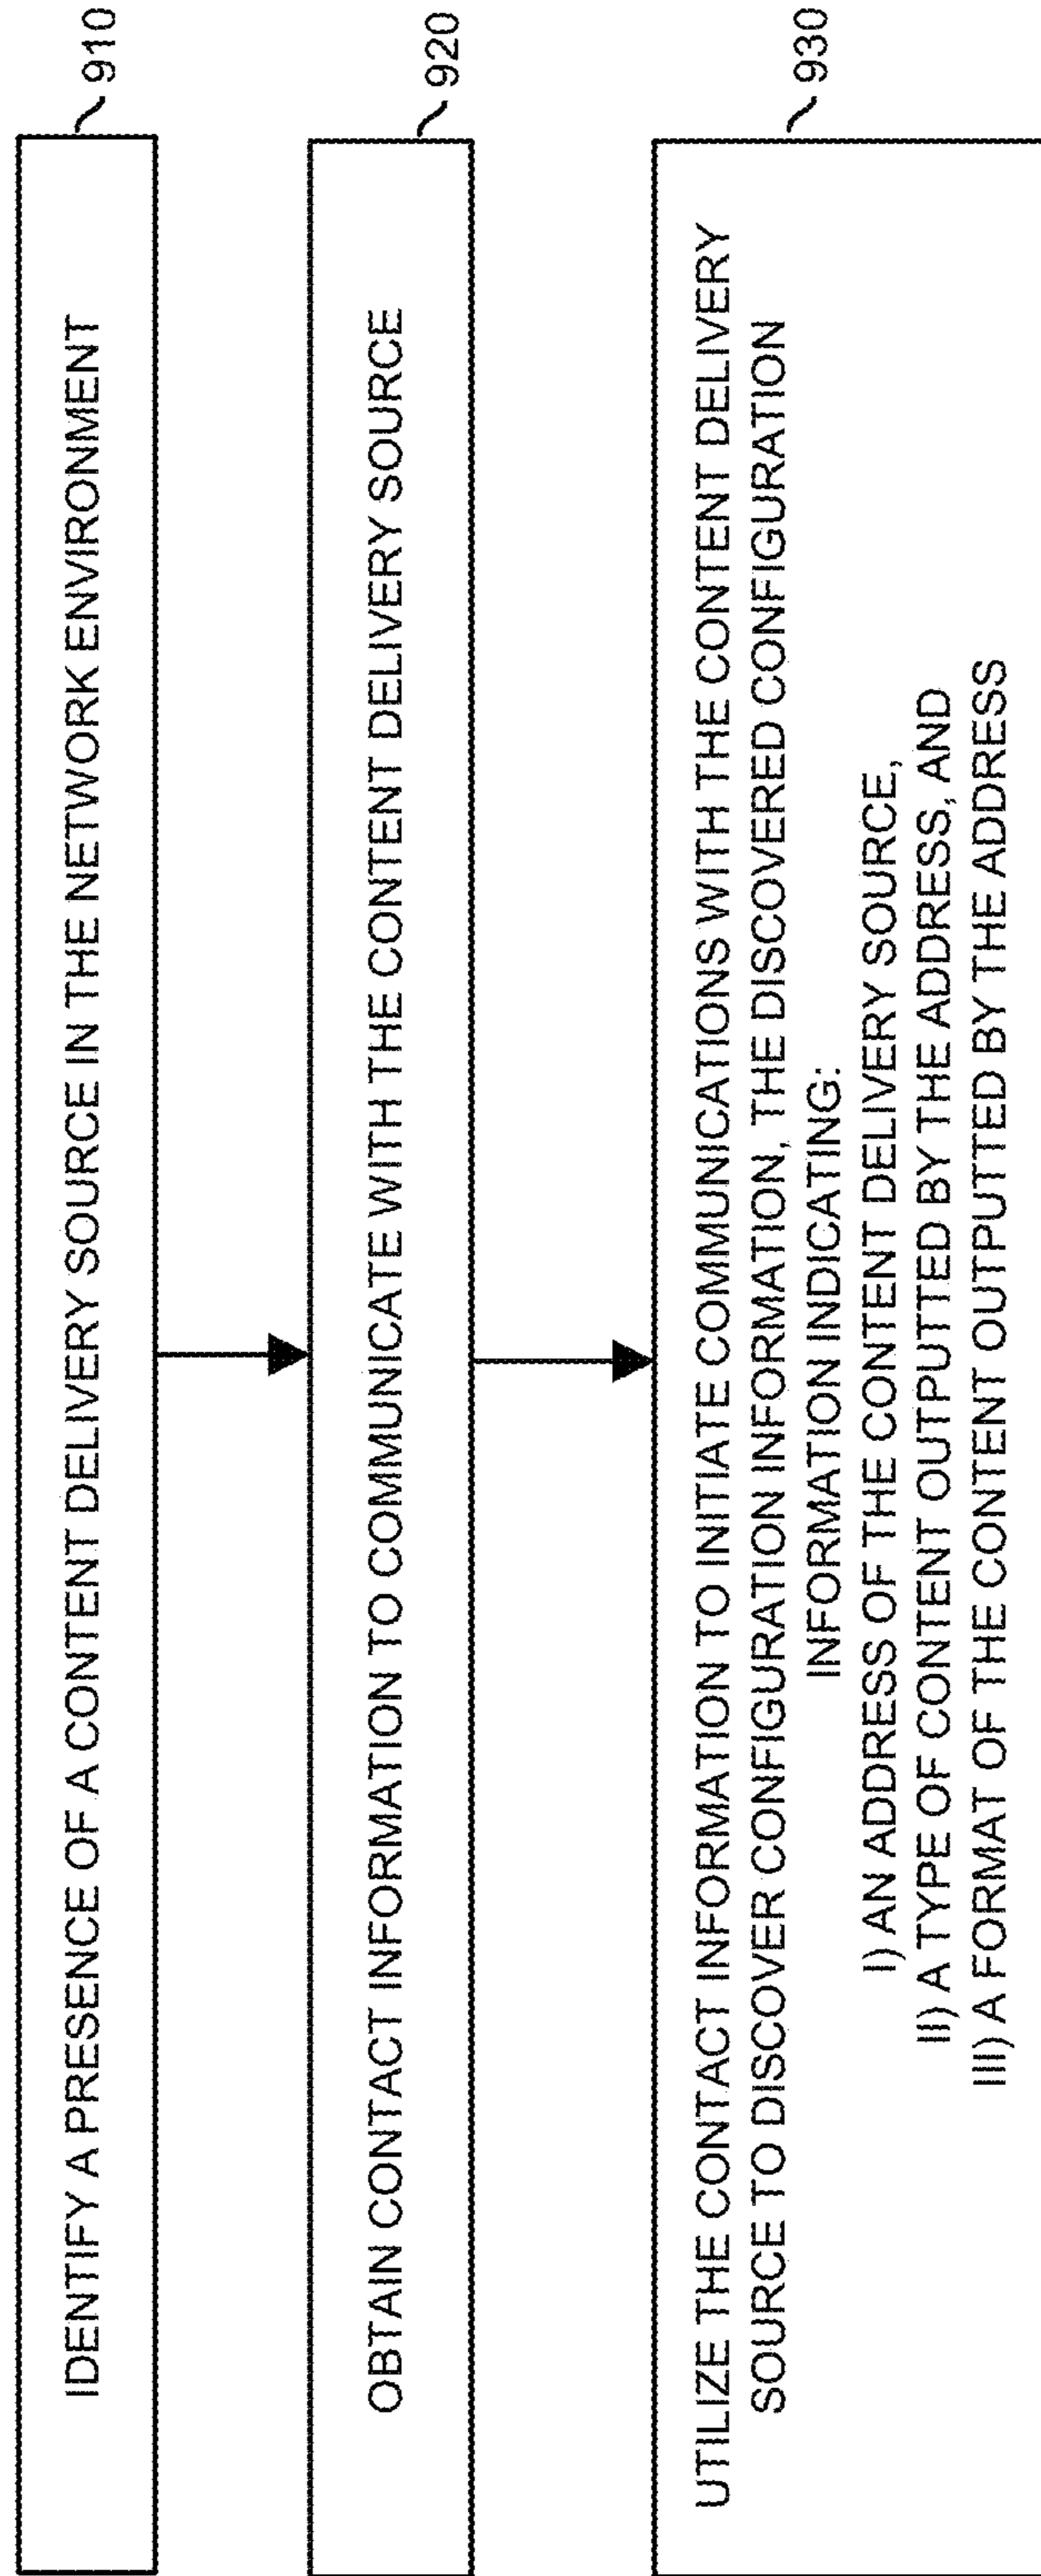 IDENTIFY A PRESENCE OF A CONTENT DELIVERY SOURCE IN THE NETWORK ENVIRONMENT
910
OBTAIN CONTACT INFORMATION TO COMMUNICATE WITH THE CONTENT DELIVERY SOURCE
920
UTILIZE THE CONTACT INFORMATION TO INITIATE COMMUNICATIONS WITH THE CONTENT DELIVERY
SOURCE TO DISCOVER CONFIGURATION INFORMATION, THE DISCOVERED CONFIGURATION
INFORMATION INDICATING:
I) AN ADDRESS OF THE CONTENT DELIVERY SOURCE,
II) A TYPE OF CONTENT OUTPUTTED BY THE ADDRESS, AND
III) A FORMAT OF THE CONTENT OUTPUTTED BY THE ADDRESS
930